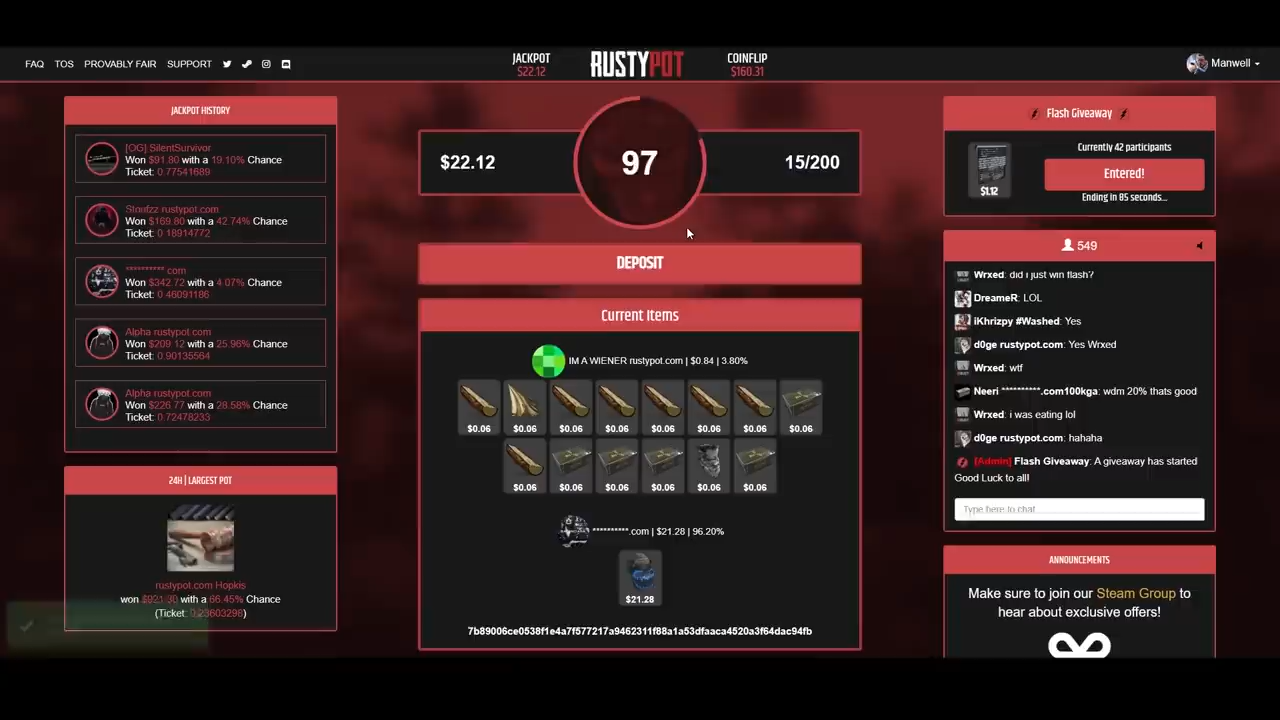 FAQ TOS PROVABLY FAIR SUPPORT
JACKPOT
$22.12
RUSTYPOT
COINFLIP
$160.31
Manwell
JACKPOT HISTORY
[OG] SilentSurvivor
Won $91.80 with a 19.10% Chance
Ticket: 0.77541689
Stoufzz rustypot.com
Won $169.80 with a 42.74% Chance
Ticket: 0.18914772
********** com
Won $342.72 with a 4.07% Chance
Ticket: 0.46091186
Alpha rustypot.com
Won $209.12 with a 25.96% Chance
Ticket: 0.90135564
Alpha rustypot.com
Won $226.77 with a 28.58% Chance
Ticket: 0.72478233
24H | LARGEST POT
rustypot.com Hopkis
won $921.30 with a 66.45% Chance
(Ticket: 0.23603298)
$22.12
97
15/200
DEPOSIT
Current Items
IM A WIENER rustypot.com | $0.84 | 3.80%
$0.06 $0.06 $0.06 $0.06 $0.06 $0.06 $0.06 $0.06
$0.06 $0.06 $0.06 $0.06 $0.06 $0.06
**********.com | $21.28 | 96.20%
$21.28
7b89006ce0538f1e4a7f577217a9462311f88a1a53dfaaca4520a3f64dac94fb
Flash Giveaway
$1.12
Currently 42 participants
Entered!
Ending in 85 seconds...
549
Wrxed: did i just win flash?
DreameR: LOL
iKhrizpy #Washed: Yes
d0ge rustypot.com: Yes Wrxed
Wrxed: wtf
Neeri **********.com100kga: wdm 20% thats good
Wrxed: i was eating lol
d0ge rustypot.com: hahaha
[Admin] Flash Giveaway: A giveaway has started
Good Luck to all!
Type here to chat...
ANNOUNCEMENTS
Make sure to join our Steam Group to
hear about exclusive offers!